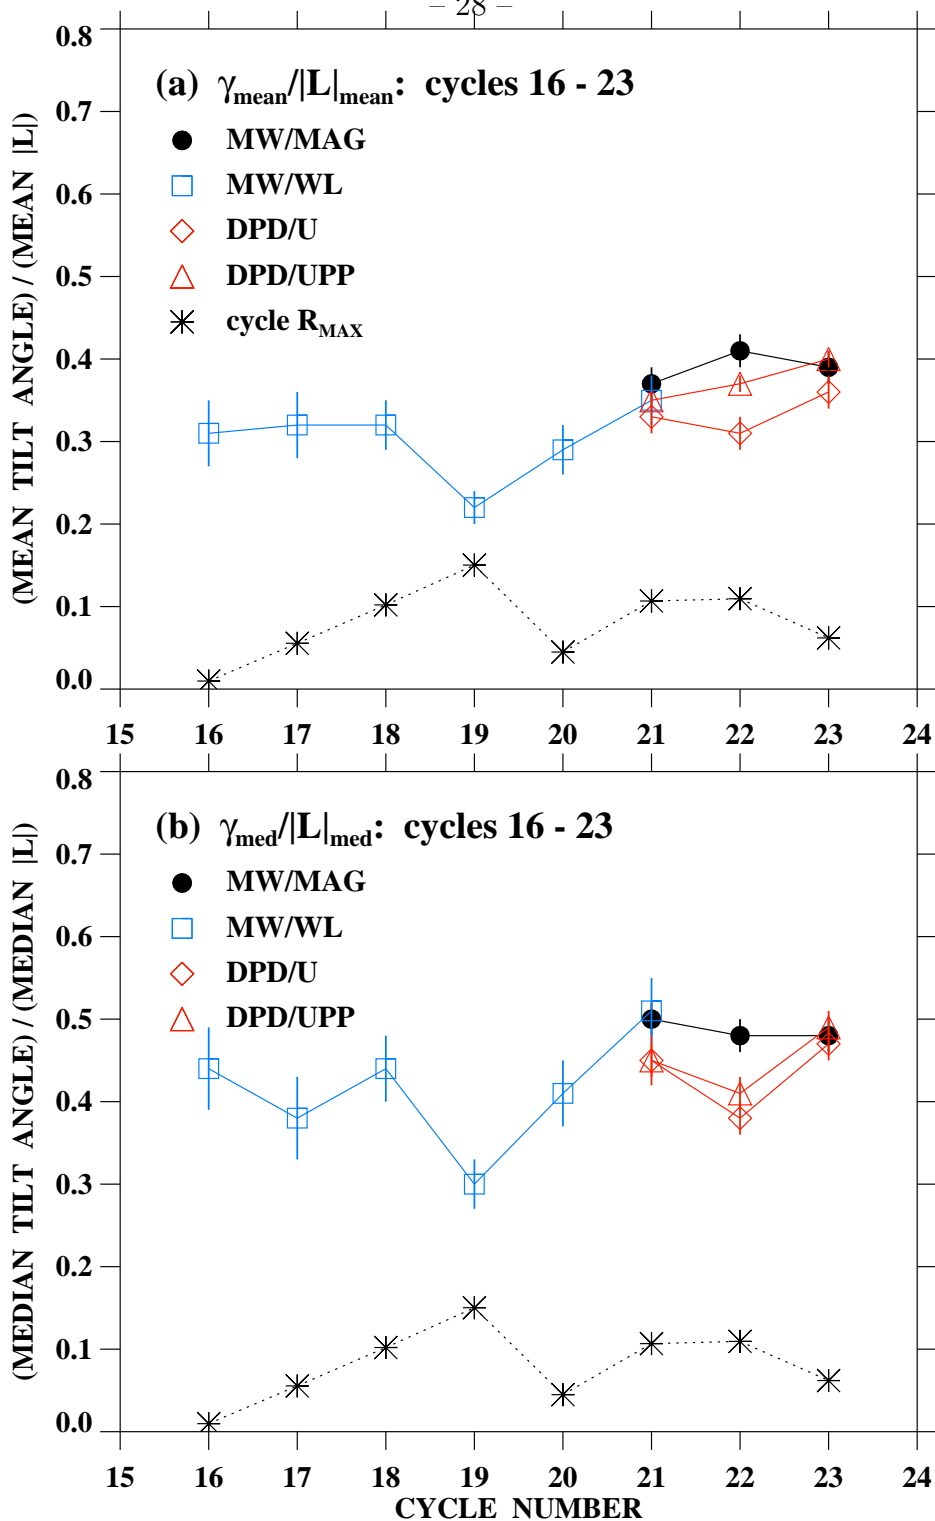 – 28 –
0.8
(a) γmean/|L|mean: cycles 16 - 23
0.7
MW/MAG
0.6
MW/WL
DPD/U
0.5
DPD/UPP
cycle RMAX
0.4
0.3
0.2
0.1
0.0
(MEAN TILT ANGLE) / (MEAN |L|)
15 16 17 18 19 20 21 22 23 24
0.8
(b) γmed/|L|med: cycles 16 - 23
0.7
MW/MAG
MW/WL
0.6
DPD/U
DPD/UPP
0.5
0.4
0.3
0.2
0.1
0.0
(MEDIAN TILT ANGLE) / (MEDIAN |L|)
15 16 17 18 19 20 21 22 23 24
CYCLE NUMBER